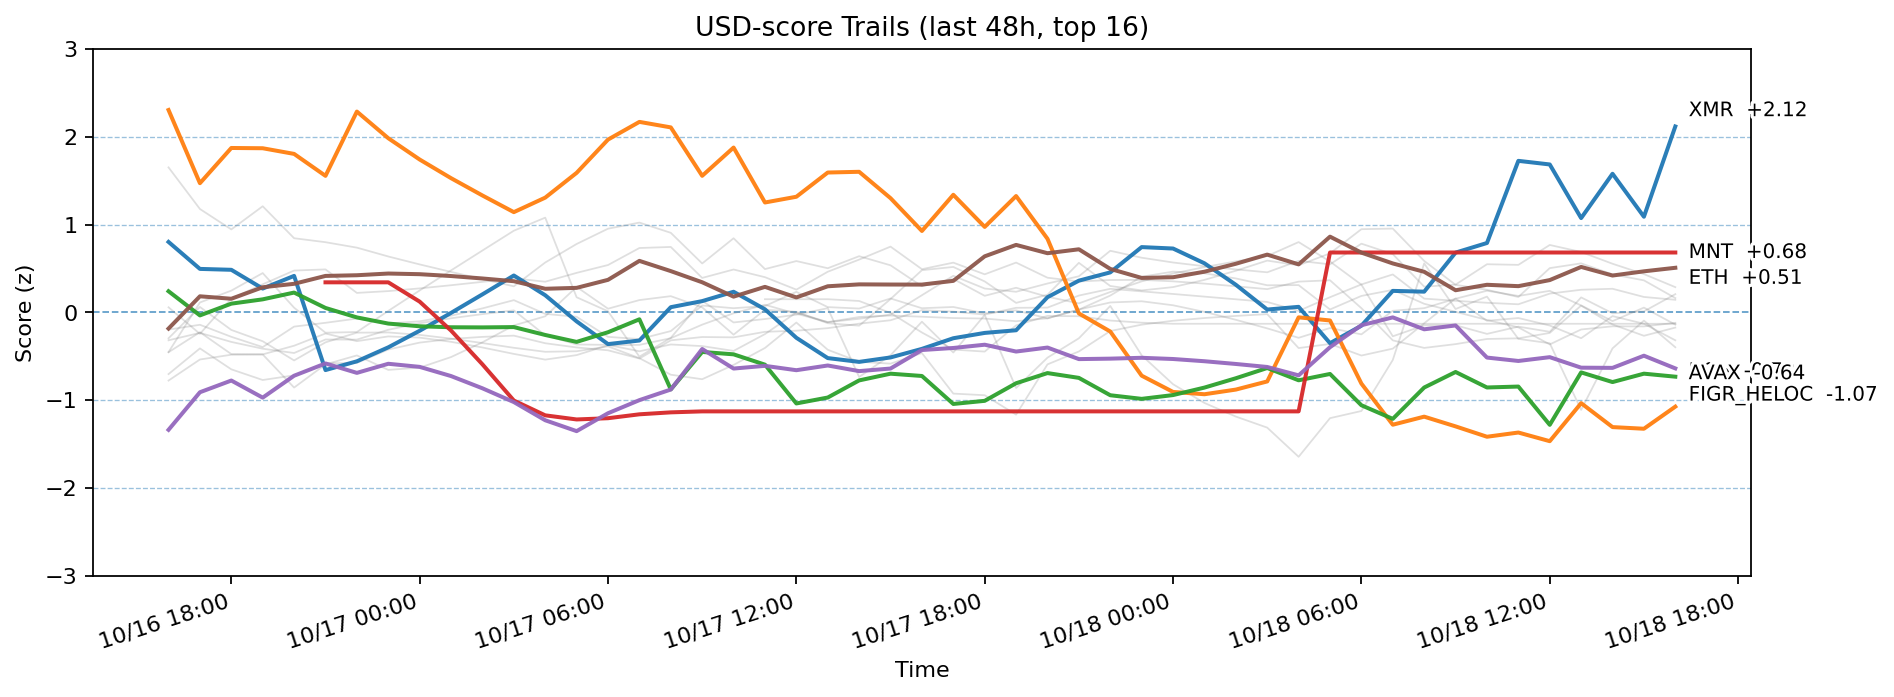 USD-score Trails (last 48h, top 16)
Score (z)
3
2
1
0
−1
−2
−3
XMR +2.12
MNT +0.68
ETH +0.51
AVAX -0.64
FIGR_HELOC -1.07
10/16 18:00
10/17 00:00
10/17 06:00
10/17 12:00
10/17 18:00
10/18 00:00
10/18 06:00
10/18 12:00
10/18 18:00
Time